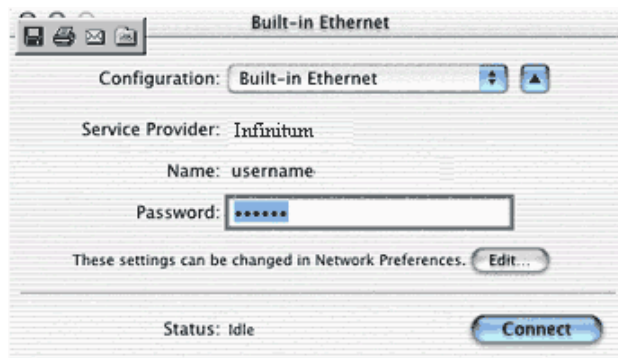 Built-in Ethernet
Configuration: Built-in Ethernet
Service Provider: Infinitum
Name: username
Password: ••••••
These settings can be changed in Network Preferences. Edit...
Status: Idle
Connect